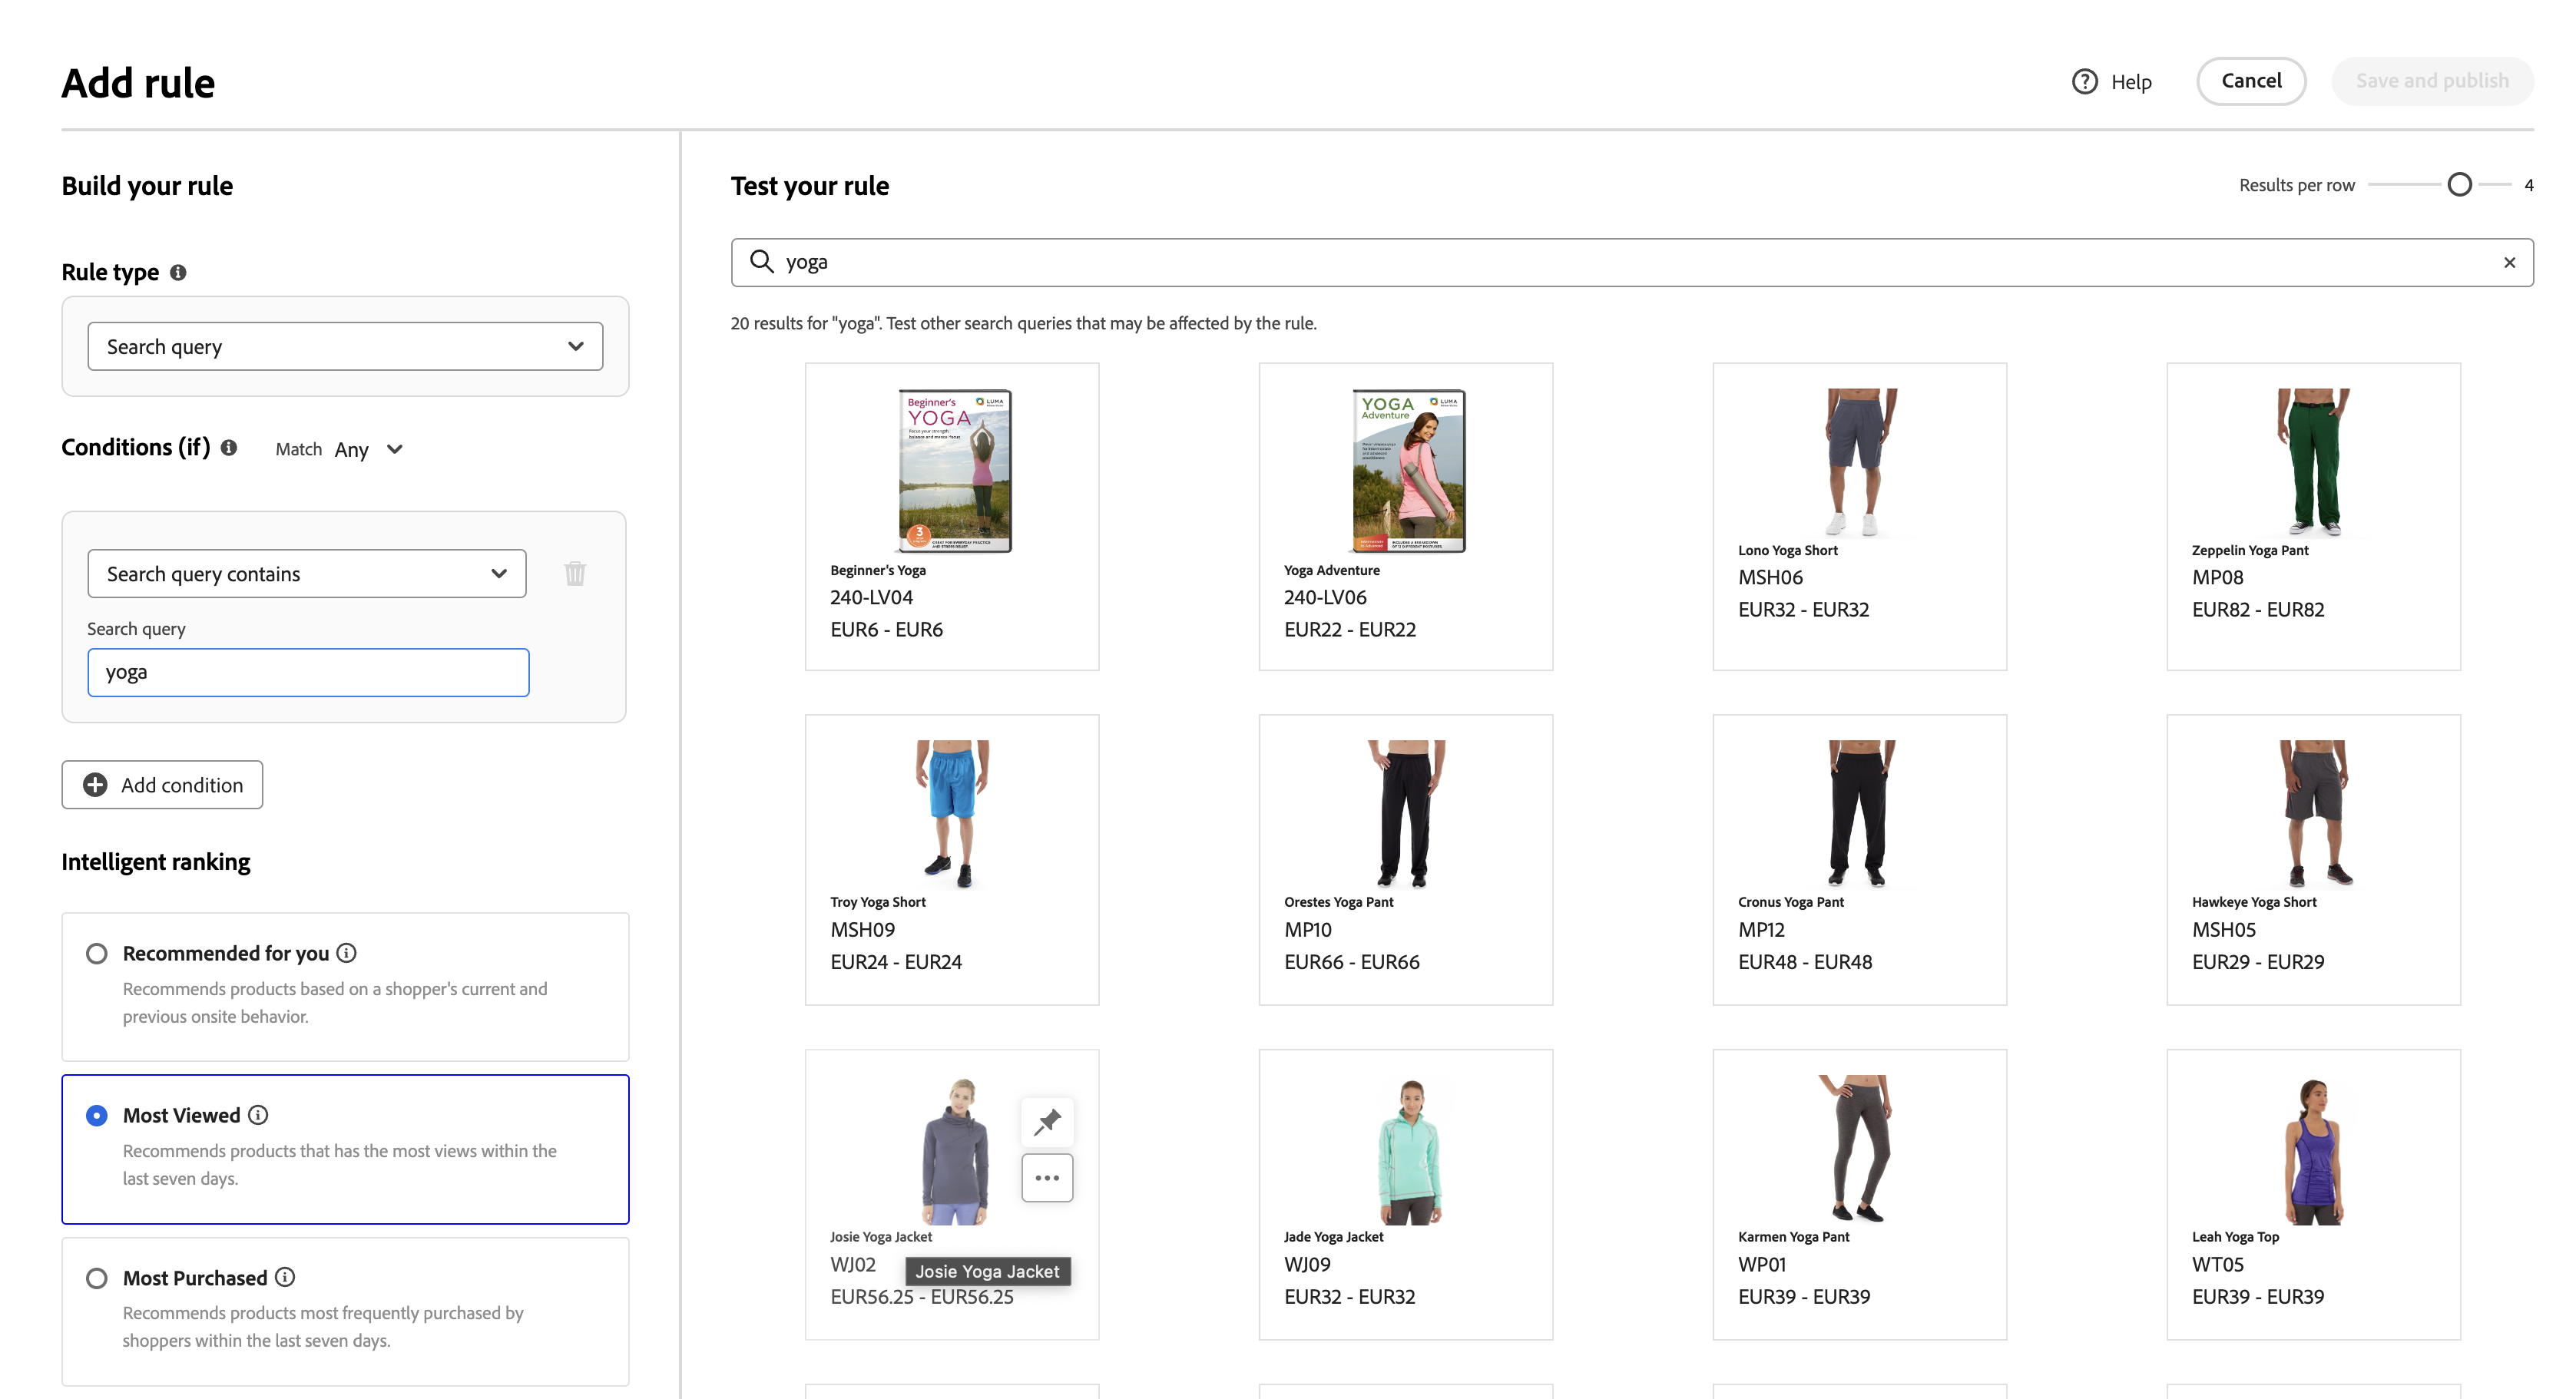 Add rule
Help
Cancel
Save and publish
Build your rule
Rule type
Search query
Conditions (if)
Match Any
Search query contains
Search query
yoga
Add condition
Intelligent ranking
Recommended for you
Recommends products based on a shopper's current and
previous onsite behavior.
Most Viewed
Recommends products that has the most views within the
last seven days.
Most Purchased
Recommends products most frequently purchased by
shoppers within the last seven days.
Test your rule
Results per row 4
yoga
20 results for "yoga". Test other search queries that may be affected by the rule.
Beginner's
YOGA
LUMA
3
Beginner's Yoga
240-LV04
EUR6 - EUR6
YOGA
Adventure
LUMA
Yoga Adventure
240-LV06
EUR22 - EUR22
Lono Yoga Short
MSH06
EUR32 - EUR32
Zeppelin Yoga Pant
MP08
EUR82 - EUR82
Troy Yoga Short
MSH09
EUR24 - EUR24
Orestes Yoga Pant
MP10
EUR66 - EUR66
Cronus Yoga Pant
MP12
EUR48 - EUR48
Hawkeye Yoga Short
MSH05
EUR29 - EUR29
Josie Yoga Jacket
WJ02
Josie Yoga Jacket
EUR56.25 - EUR56.25
Jade Yoga Jacket
WJ09
EUR32 - EUR32
Karmen Yoga Pant
WP01
EUR39 - EUR39
Leah Yoga Top
WT05
EUR39 - EUR39